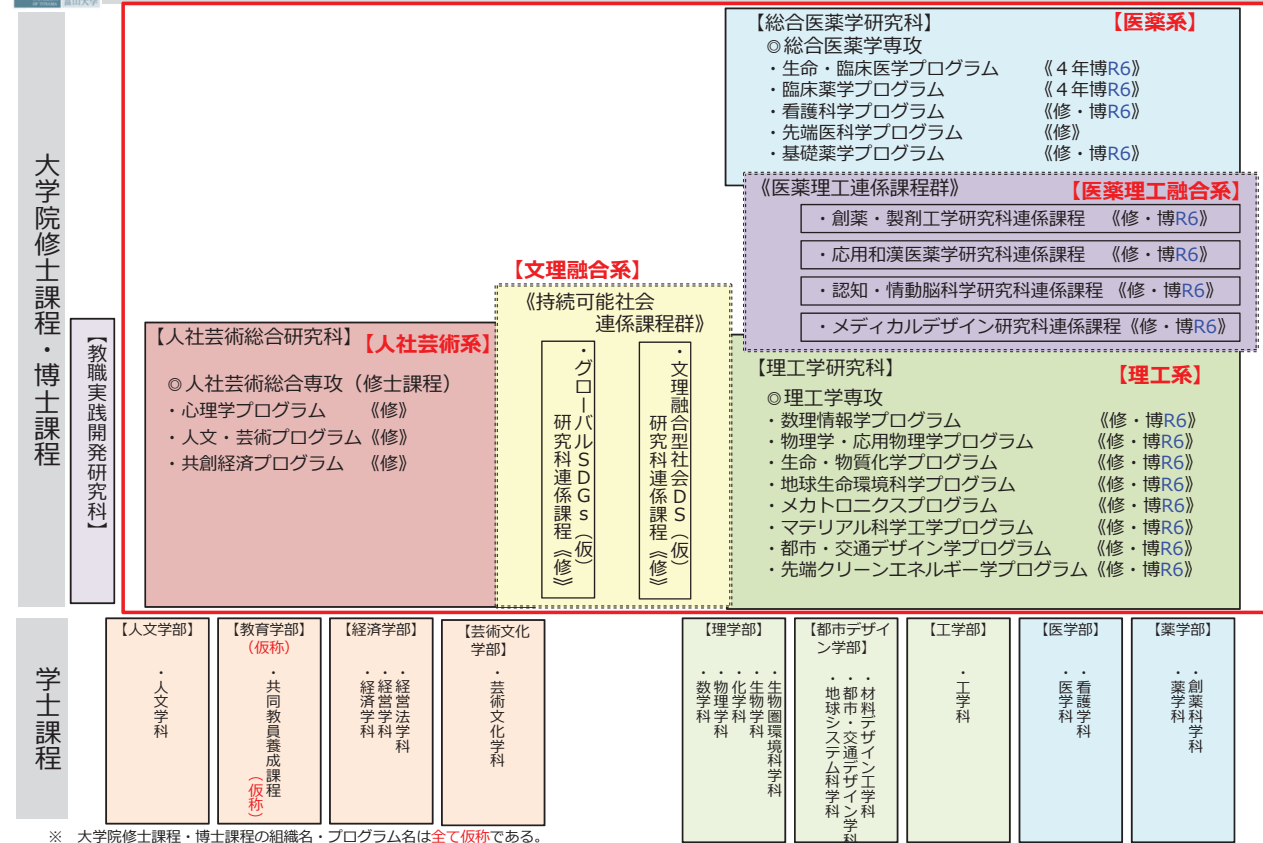 富山大学
大学院修士課程・博士課程
【教職実践開発研究科】
【総合医薬学研究科】
【医薬系】
◎総合医薬学専攻
・生命・臨床医学プログラム 《４年博R6》
・臨床薬学プログラム 《４年博R6》
・看護科学プログラム 《修・博R6》
・先端医科学プログラム 《修》
・基礎薬学プログラム 《修・博R6》
《医薬理工連係課程群》
【医薬理工融合系】
・創薬・製剤工学研究科連係課程 《修・博R6》
・応用和漢医薬学研究科連係課程 《修・博R6》
・認知・情動脳科学研究科連係課程 《修・博R6》
・メディカルデザイン研究科連係課程《修・博R6》
【文理融合系】
《持続可能社会
連係課程群》
・グローバルSDGs（仮）
研究科連係課程《修》
・文理融合型社会DS（仮）
研究科連係課程《修》
【人社芸術総合研究科】
【人社芸術系】
◎人社芸術総合専攻（修士課程）
・心理学プログラム 《修》
・人文・芸術プログラム《修》
・共創経済プログラム 《修》
【理工学研究科】
【理工系】
◎理工学専攻
・数理情報学プログラム 《修・博R6》
・物理学・応用物理学プログラム 《修・博R6》
・生命・物質化学プログラム 《修・博R6》
・地球生命環境科学プログラム 《修・博R6》
・メカトロニクスプログラム 《修・博R6》
・マテリアル科学工学プログラム 《修・博R6》
・都市・交通デザイン学プログラム 《修・博R6》
・先端クリーンエネルギー学プログラム《修・博R6》
学士課程
【人文学部】
・人文学科
【教育学部】
（仮称）
・共同教員養成課程
（仮称）
【経済学部】
・経営法学科
・経営学科
・経済学科
【芸術文化
学部】
・芸術文化学科
【理学部】
・生物圏環境科学科
・生物学科
・化学科
・物理学科
・数学科
【都市デザイ
ン学部】
・材料デザイン工学科
・都市・交通デザイン学科
・地球システム科学科
【工学部】
・工学科
【医学部】
・看護学科
・医学科
【薬学部】
・創薬科学科
・薬学科
※ 大学院修士課程・博士課程の組織名・プログラム名は全て仮称である。